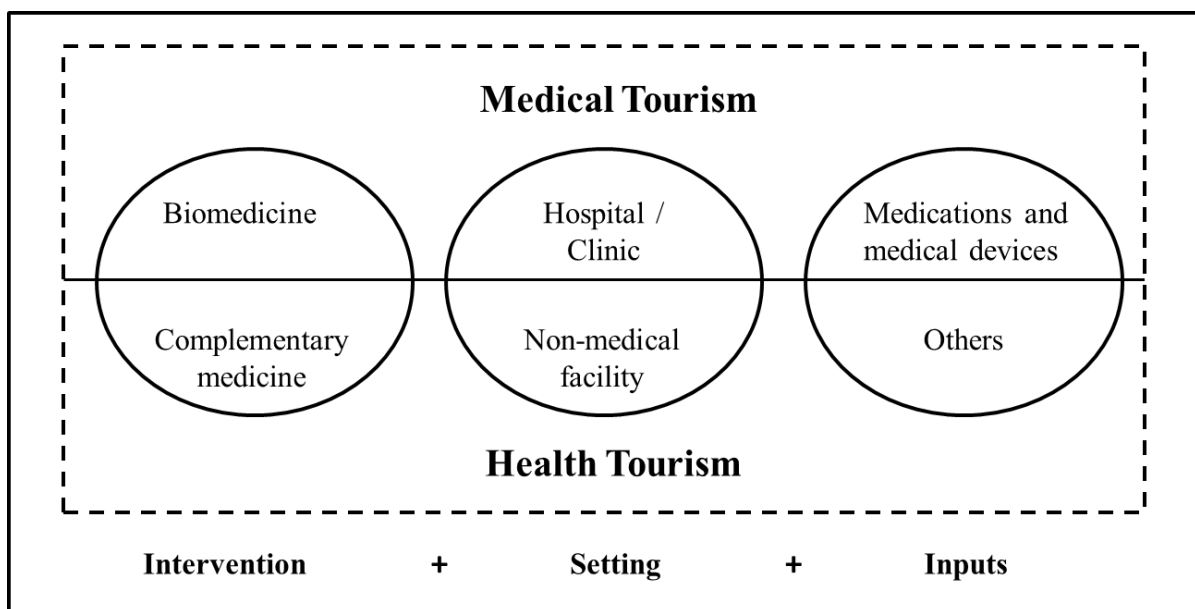 Medical Tourism
Biomedicine
Hospital /
Clinic
Medications and
medical devices
Complementary
medicine
Non-medical
facility
Others
Health Tourism
Intervention + Setting + Inputs